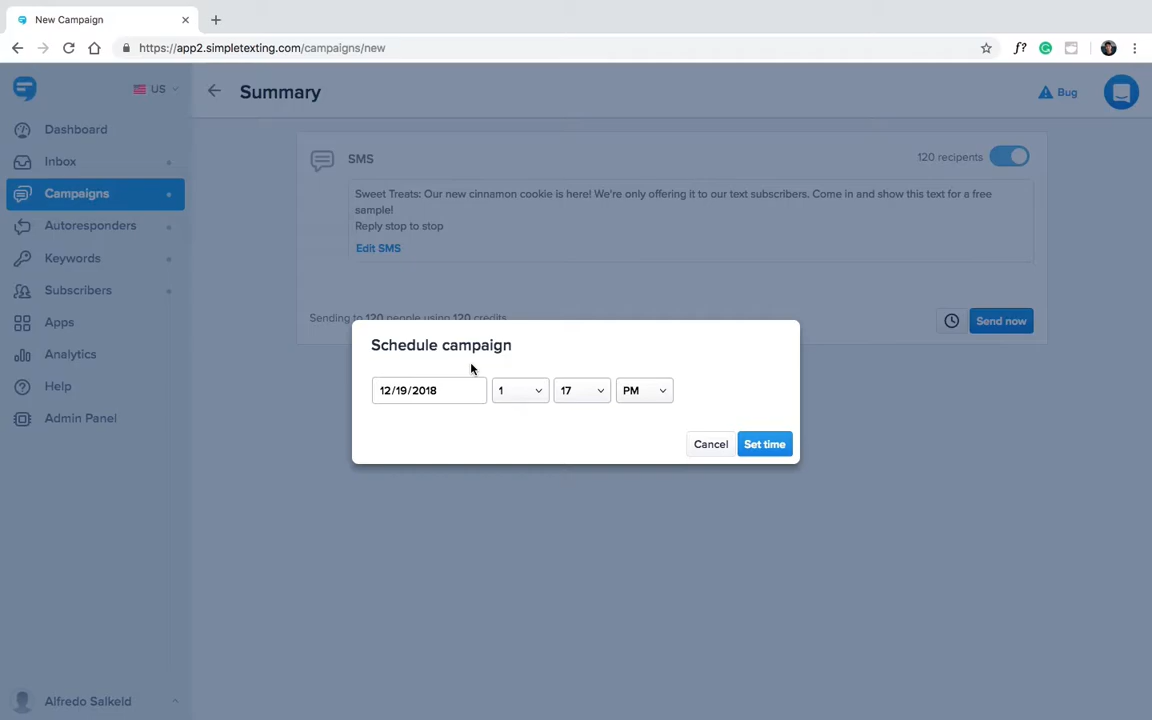 New Campaign
https://app2.simpletexting.com/campaigns/new
f?
US
Summary
Bug
Dashboard
Inbox
Campaigns
Autoresponders
Keywords
Subscribers
Apps
Analytics
Help
Admin Panel
Alfredo Salkeld
SMS
120 recipents
Sweet Treats: Our new cinnamon cookie is here! We're only offering it to our text subscribers. Come in and show this text for a free
sample!
Reply stop to stop
Edit SMS
Sending to 120 people using 120 credits
Send now
Schedule campaign
12/19/2018 1 17 PM
Cancel Set time